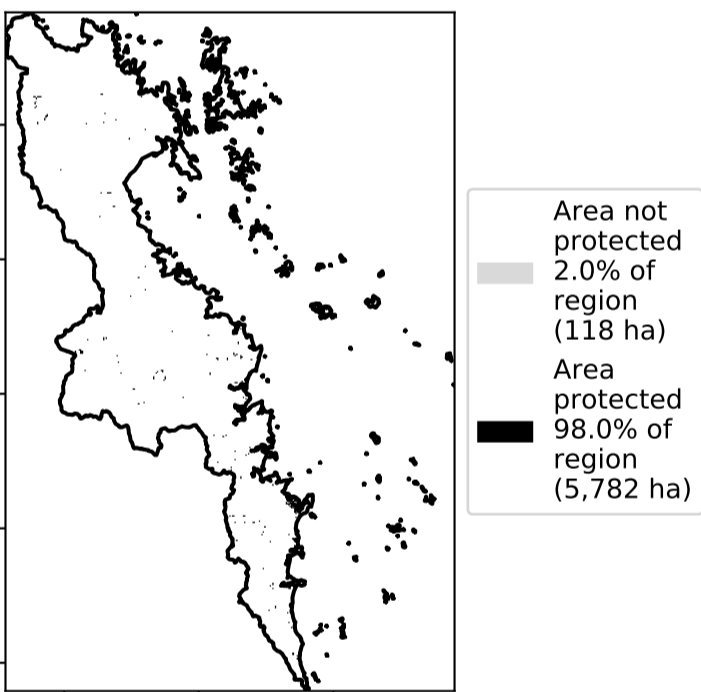 Area not
protected
2.0% of
region
(118 ha)
Area
protected
98.0% of
region
(5,782 ha)